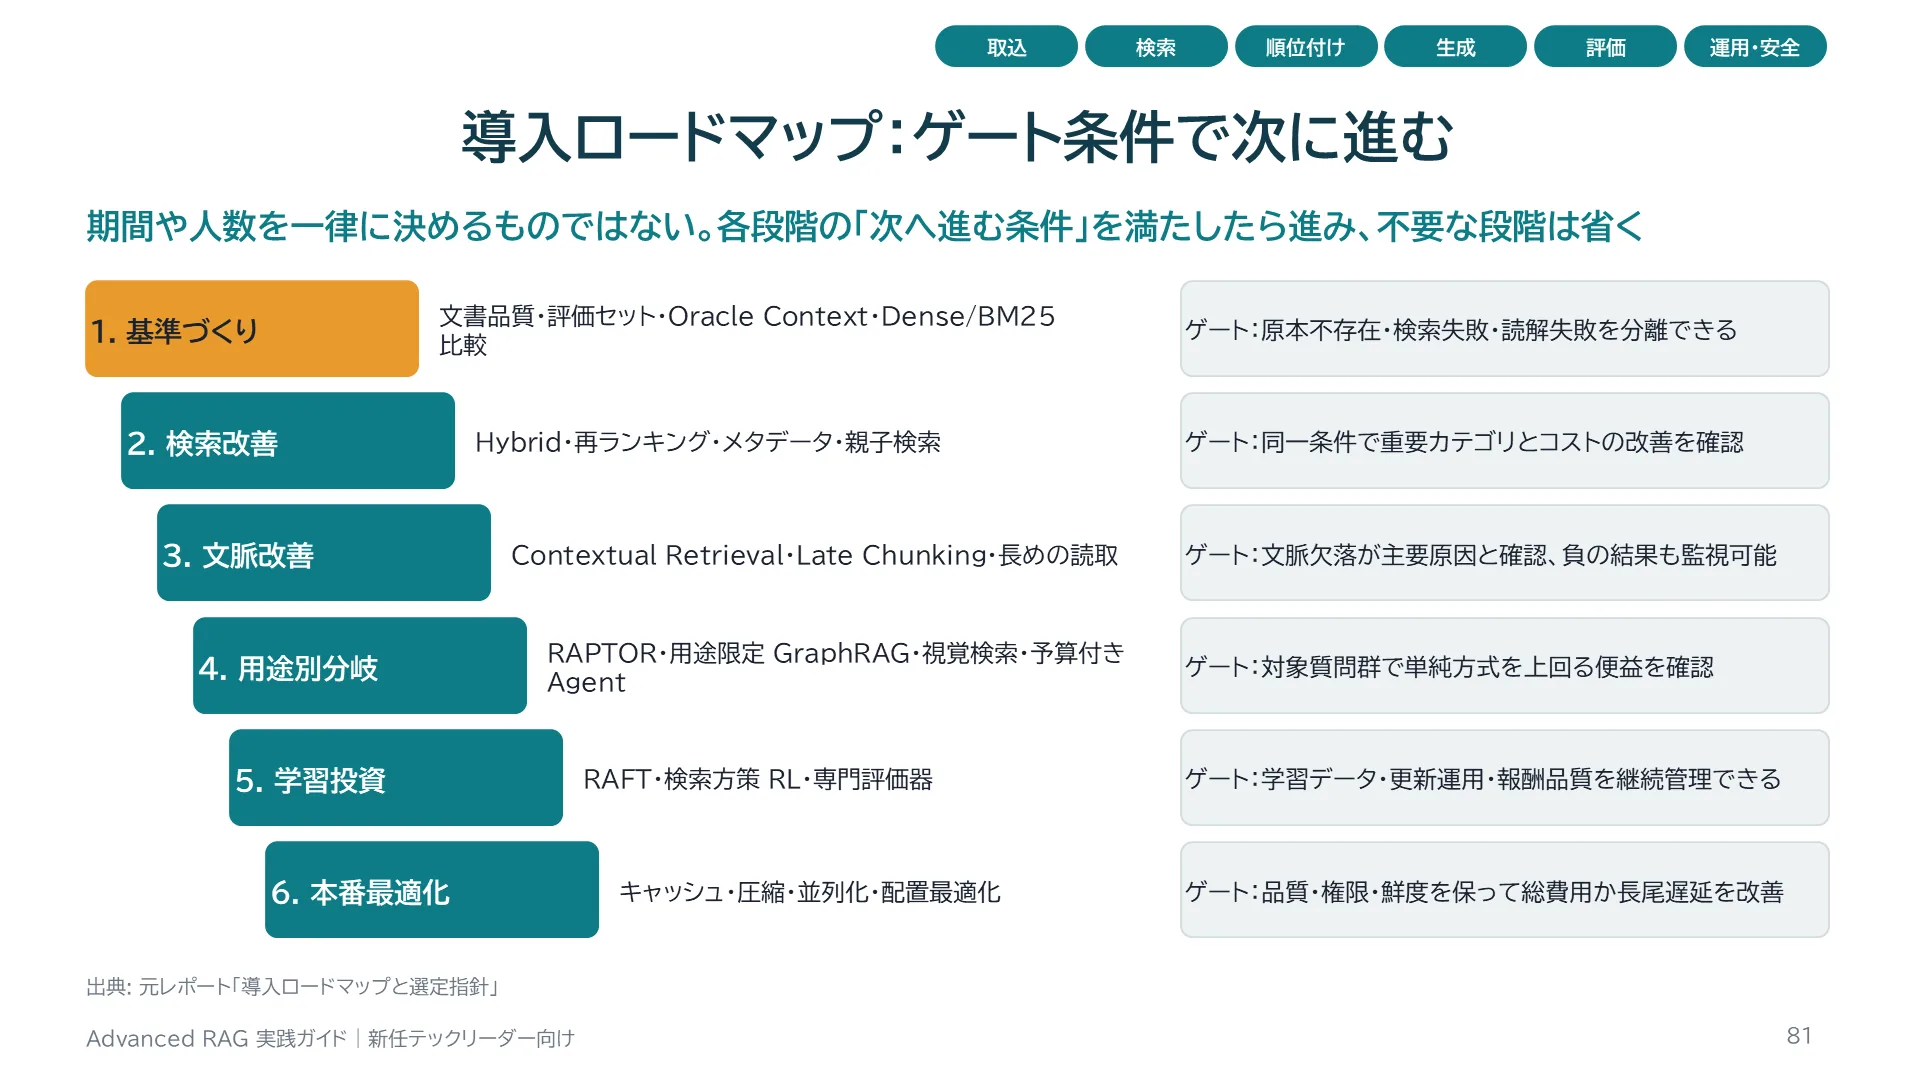 取込
検索
順位付け
生成
評価
運用・安全
導入ロードマップ：ゲート条件で次に進む
期間や人数を一律に決めるものではない。各段階の「次へ進む条件」を満たしたら進み、不要な段階は省く
1. 基準づくり
文書品質・評価セット・Oracle Context・Dense/BM25
比較
ゲート：原本不存在・検索失敗・読解失敗を分離できる
2. 検索改善
Hybrid・再ランキング・メタデータ・親子検索
ゲート：同一条件で重要カテゴリとコストの改善を確認
3. 文脈改善
Contextual Retrieval・Late Chunking・長めの読取
ゲート：文脈欠落が主要原因と確認、負の結果も監視可能
4. 用途別分岐
RAPTOR・用途限定 GraphRAG・視覚検索・予算付き
Agent
ゲート：対象質問群で単純方式を上回る便益を確認
5. 学習投資
RAFT・検索方策 RL・専門評価器
ゲート：学習データ・更新運用・報酬品質を継続管理できる
6. 本番最適化
キャッシュ・圧縮・並列化・配置最適化
ゲート：品質・権限・鮮度を保って総費用か長尾遅延を改善
出典: 元レポート「導入ロードマップと選定指針」
Advanced RAG 実践ガイド｜新任テックリーダー向け
81